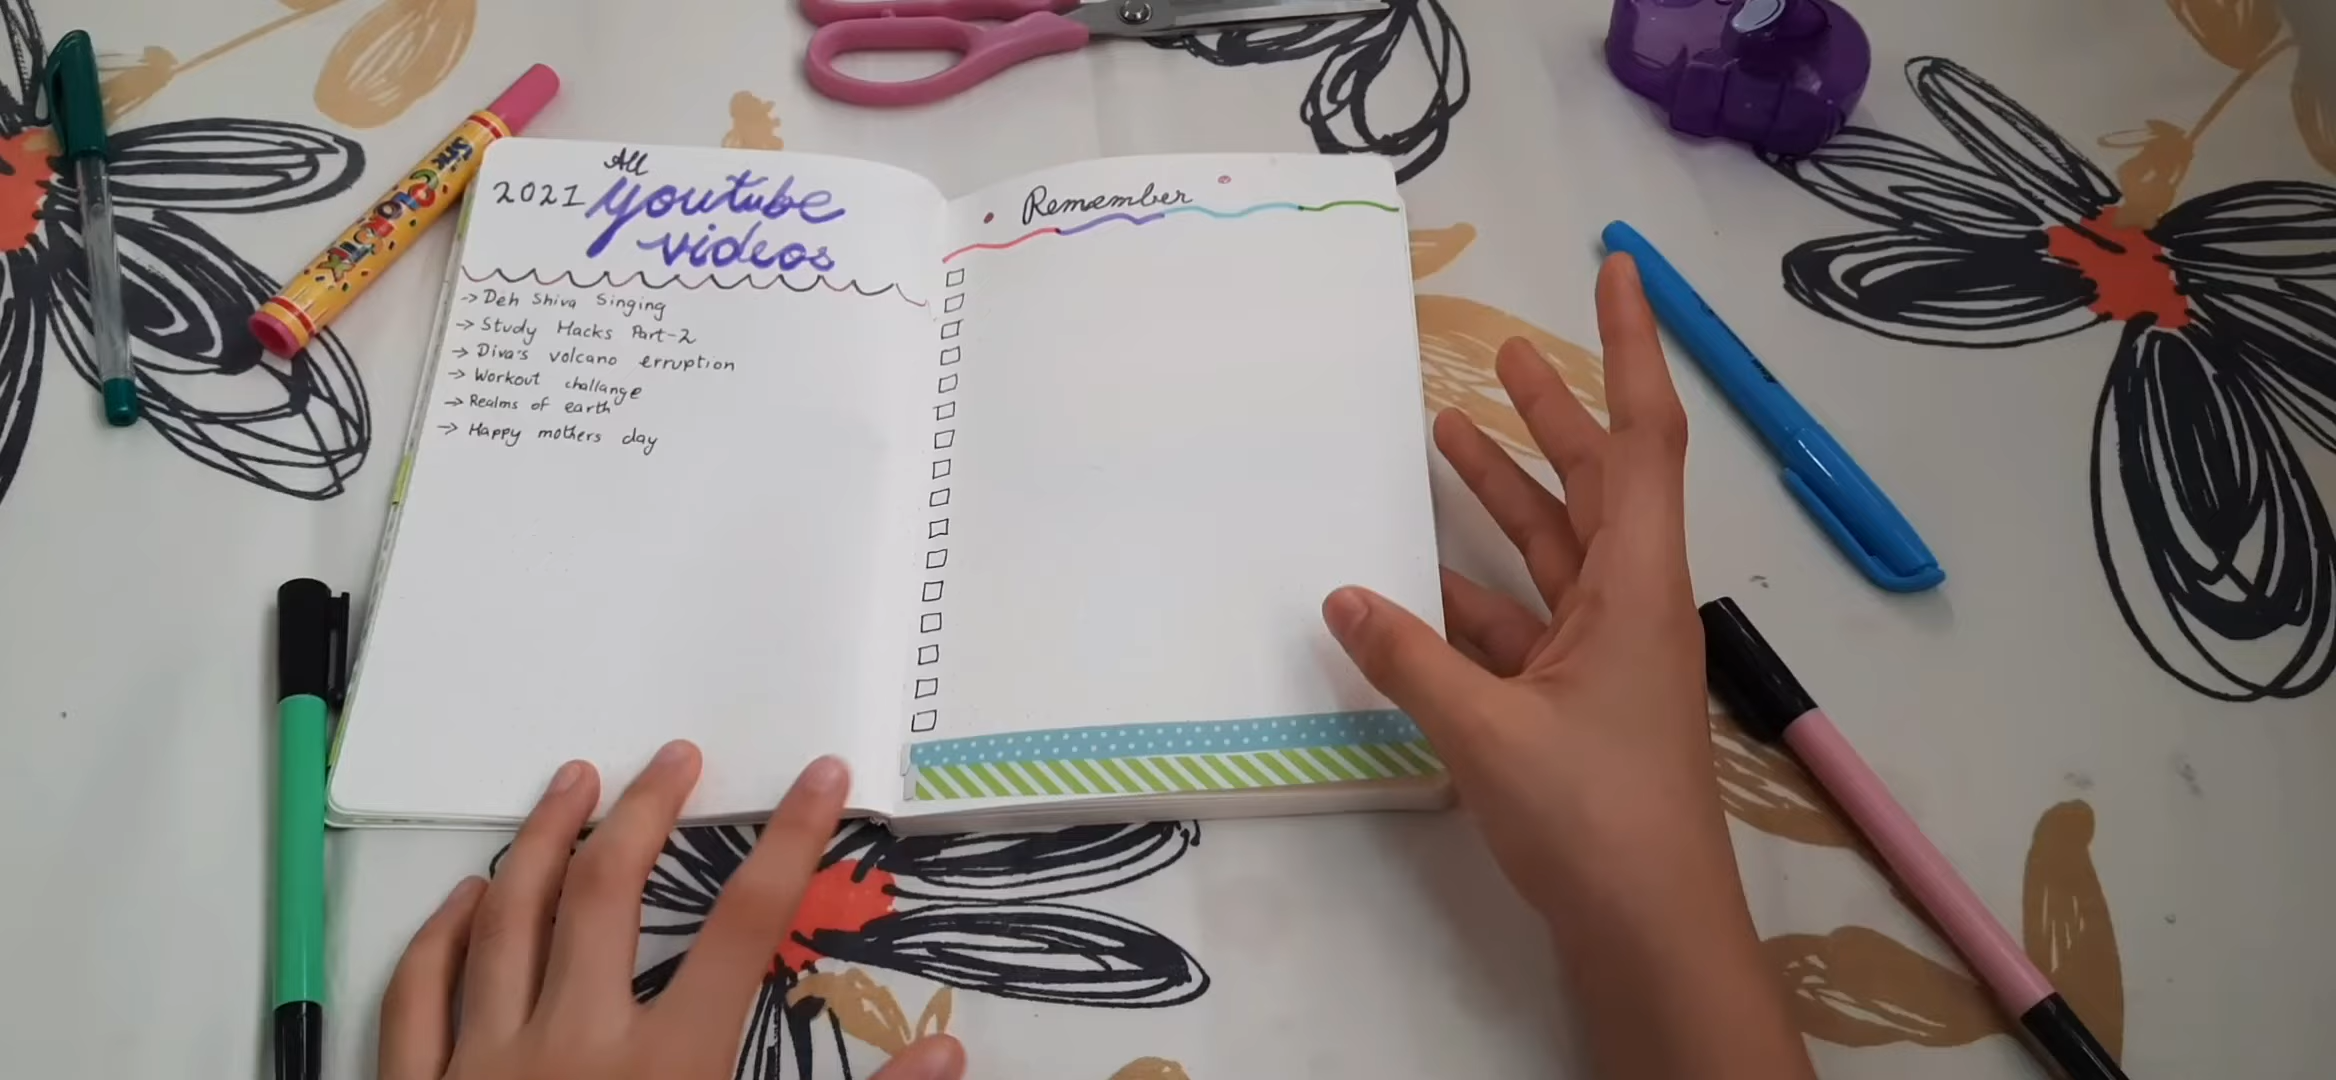 All
2021 youtube
videos
-> Deh Shiva Singing
-> Study Hacks Part-2
-> Diva's volcano erruption
-> Workout challange
-> Realms of earth
-> Happy mothers day
Remember
COLORSTIX